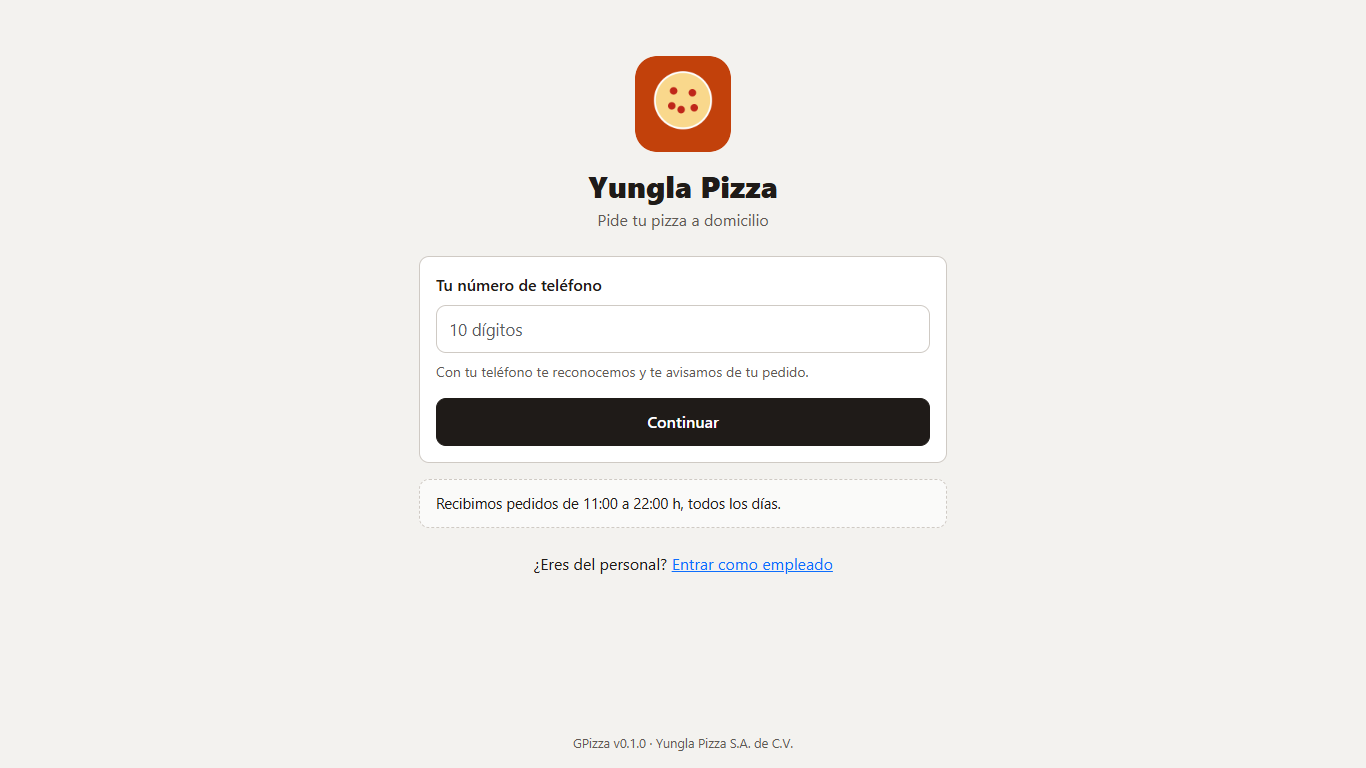 Yungla Pizza
Pide tu pizza a domicilio
Tu número de teléfono
10 dígitos
Con tu teléfono te reconocemos y te avisamos de tu pedido.
Continuar
Recibimos pedidos de 11:00 a 22:00 h, todos los días.
¿Eres del personal? Entrar como empleado
GPizza v0.1.0 · Yungla Pizza S.A. de C.V.